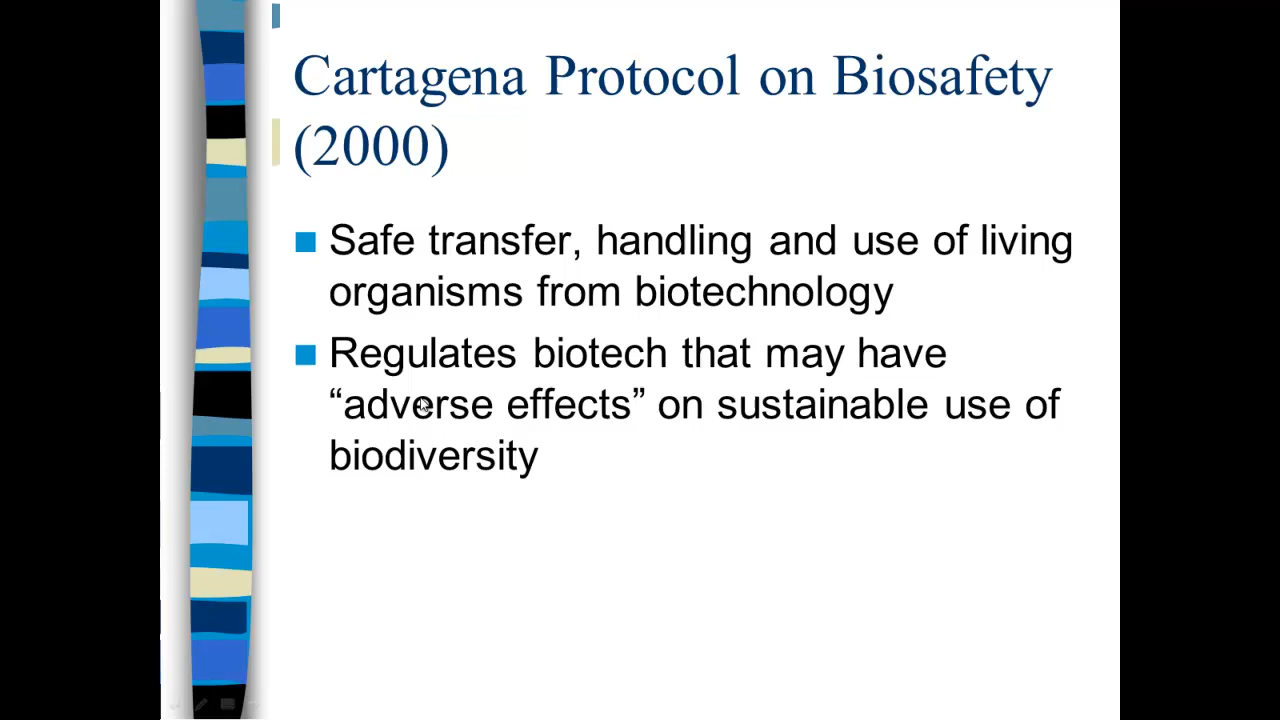 Cartagena Protocol on Biosafety
(2000)
Safe transfer, handling and use of living
organisms from biotechnology
Regulates biotech that may have
“adverse effects” on sustainable use of
biodiversity